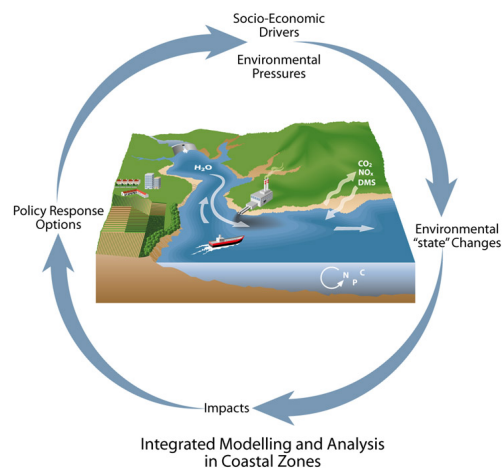 Socio-Economic
Drivers
Environmental
Pressures
H₂O
CO₂
NOₓ
DMS
Policy Response
Options
Environmental
"state" Changes
N C
P
Impacts
Integrated Modelling and Analysis
in Coastal Zones